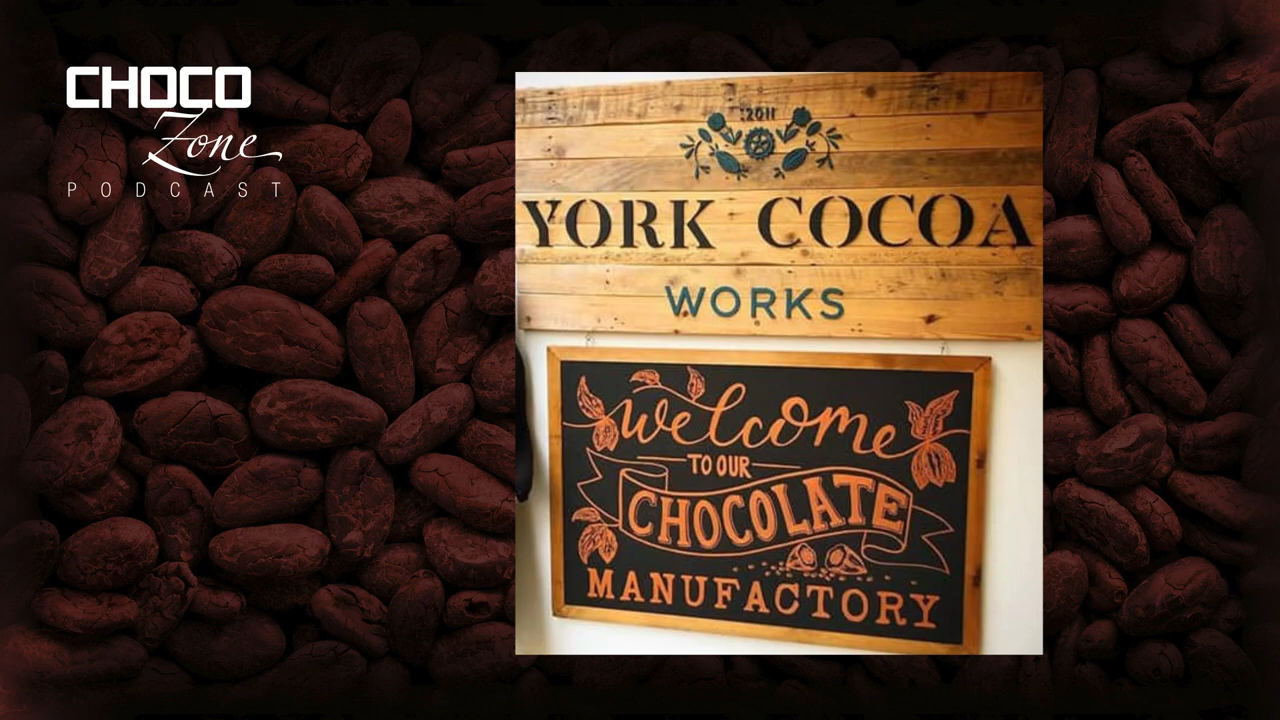 CHOCO
Zone
PODCAST
2011
YORK COCOA
WORKS
welcome
TO OUR
CHOCOLATE
MANUFACTORY